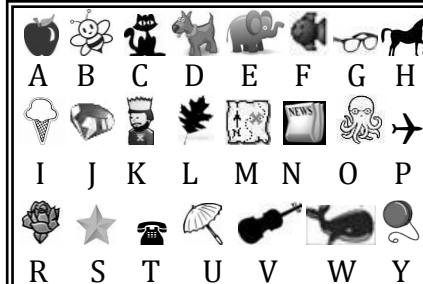 A B C D E F G H
NEWS
I J K L M N O P
R S T U V W Y